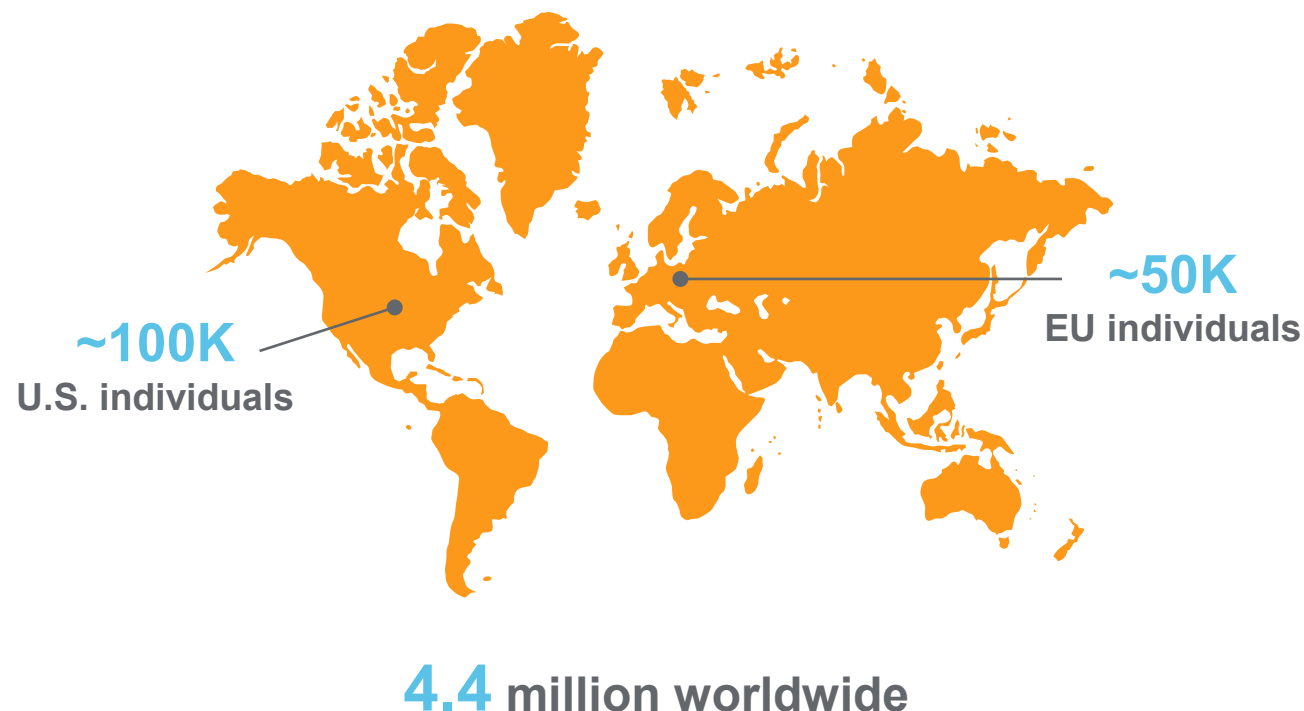 ~100K
U.S. individuals
~50K
EU individuals
4.4 million worldwide